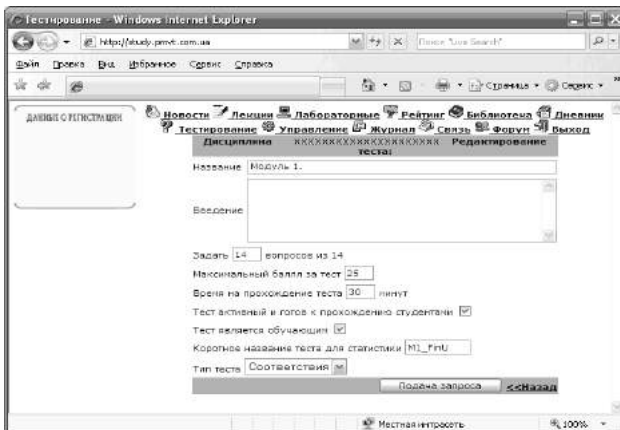 Тестирование - Windows Internet Explorer
http://study.pmvt.com.ua
Поиск "Live Search"
Файл Правка Вид Избранное Сервис Справка
Страница Сервис
ДАННЫЕ О РЕГИСТРАЦИИ
Новости Лекции Лабораторные Рейтинг Библиотека Дневник
Тестирование Управление Журнал Связь Форум Выход
Дисциплина Редактирование
теста:
Название Модуль 1.
Введение
Задать 14 вопросов из 14
Максимальный балл за тест 25
Время на прохождение теста 30 минут
Тест активный и готов к прохождению студентами
Тест является обучающим
Короткое название теста для статистики M1_FinU
Тип теста Соответствия
Подача запроса <<Назад
Местная интрасеть 100%